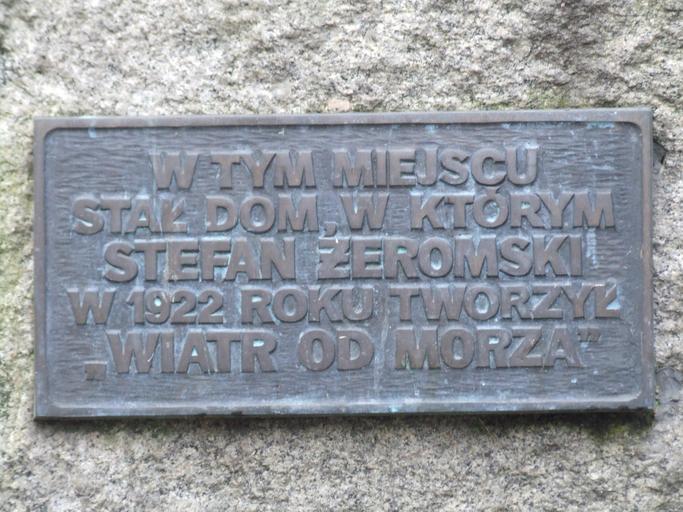 W TYM MIEJSCU
STAŁ DOM, W KTÓRYM
STEFAN ŻEROMSKI
W 1922 ROKU TWORZYŁ
„WIATR OD MORZA”